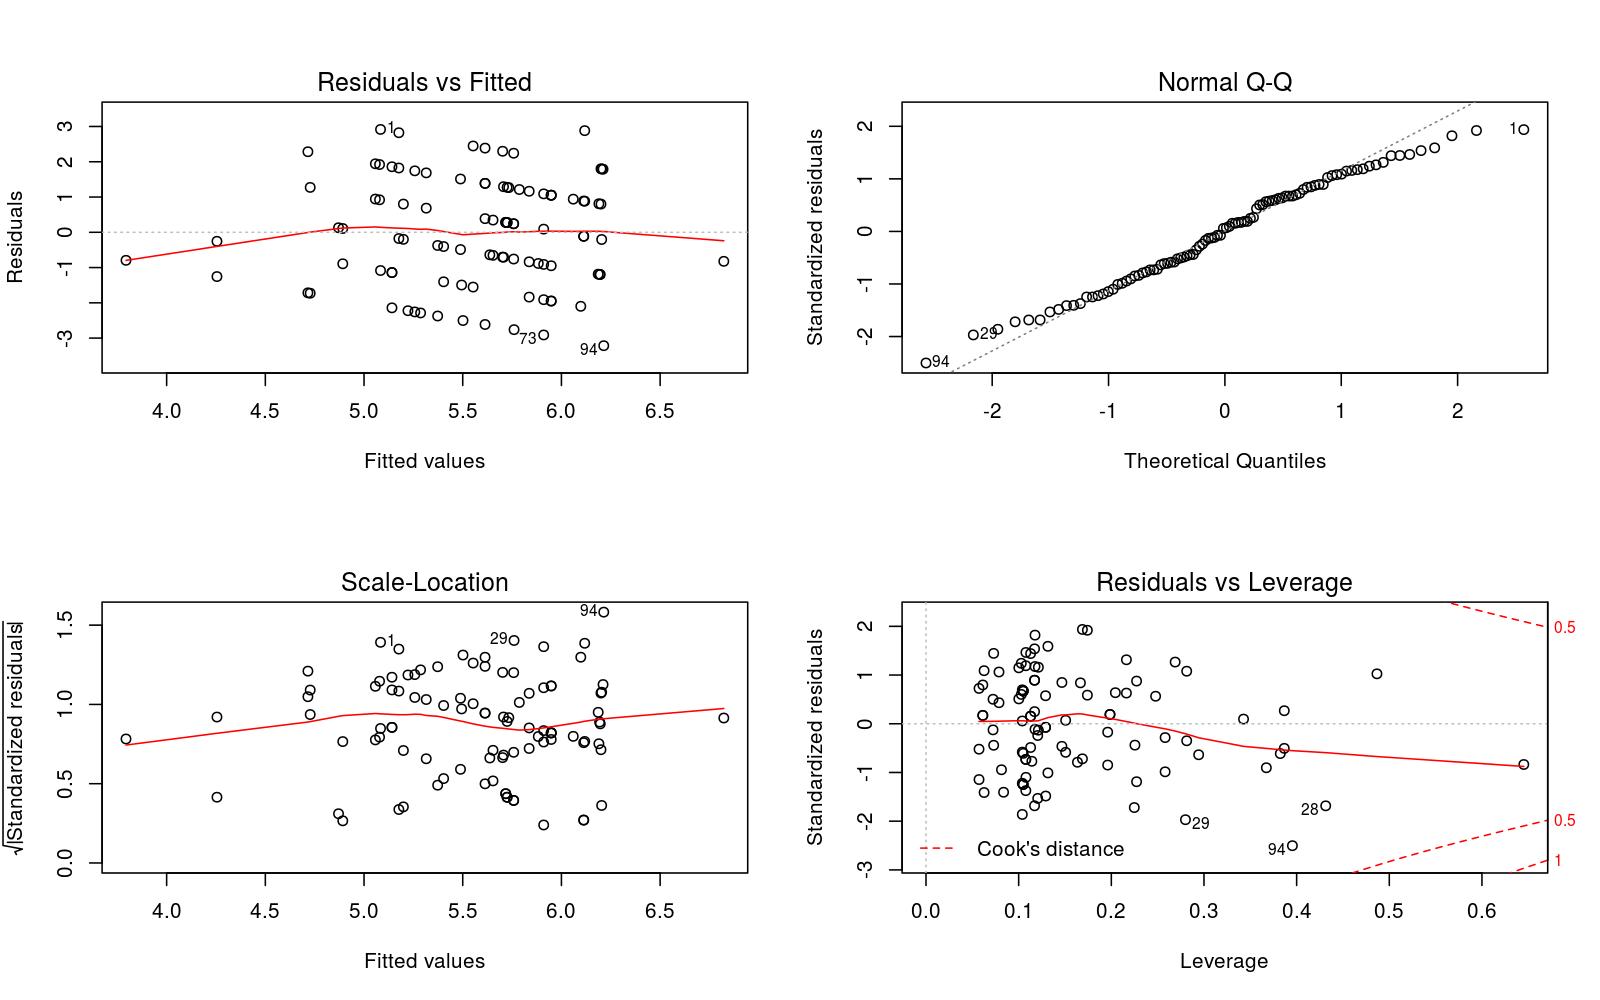 Residuals vs Fitted
Residuals
3
2
1
0
-1
-3
1
73
94
4.0 4.5 5.0 5.5 6.0 6.5
Fitted values
Normal Q-Q
Standardized residuals
2
1
0
-1
-2
1
29
94
-2 -1 0 1 2
Theoretical Quantiles
Scale-Location
√|Standardized residuals|
1.5
1.0
0.5
0.0
94
1
29
4.0 4.5 5.0 5.5 6.0 6.5
Fitted values
Residuals vs Leverage
Standardized residuals
2
1
0
-1
-2
-3
0.5
0.5
1
28
29
94
Cook's distance
0.0 0.1 0.2 0.3 0.4 0.5 0.6
Leverage